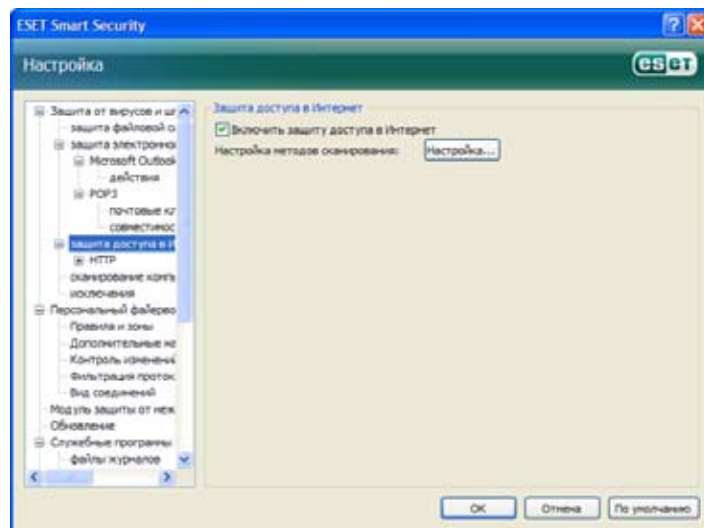 ESET Smart Security
Настройка
eseT
Защита от вирусов и шп
защита файловой с
защита электронно
Microsoft Outlook
действия
POP3
почтовые кл
совместимос
защита доступа в И
HTTP
сканирование компь
исключения
Персональный файерво
Правила и зоны
Дополнительные на
Контроль изменений
Фильтрация проток
Вид соединений
Модуль защиты от неж
Обновление
Служебные программы
файлы журналов
Защита доступа в Интернет
Включить защиту доступа в Интернет
Настройка методов сканирования: Настройка...
OK Отмена По умолчанию